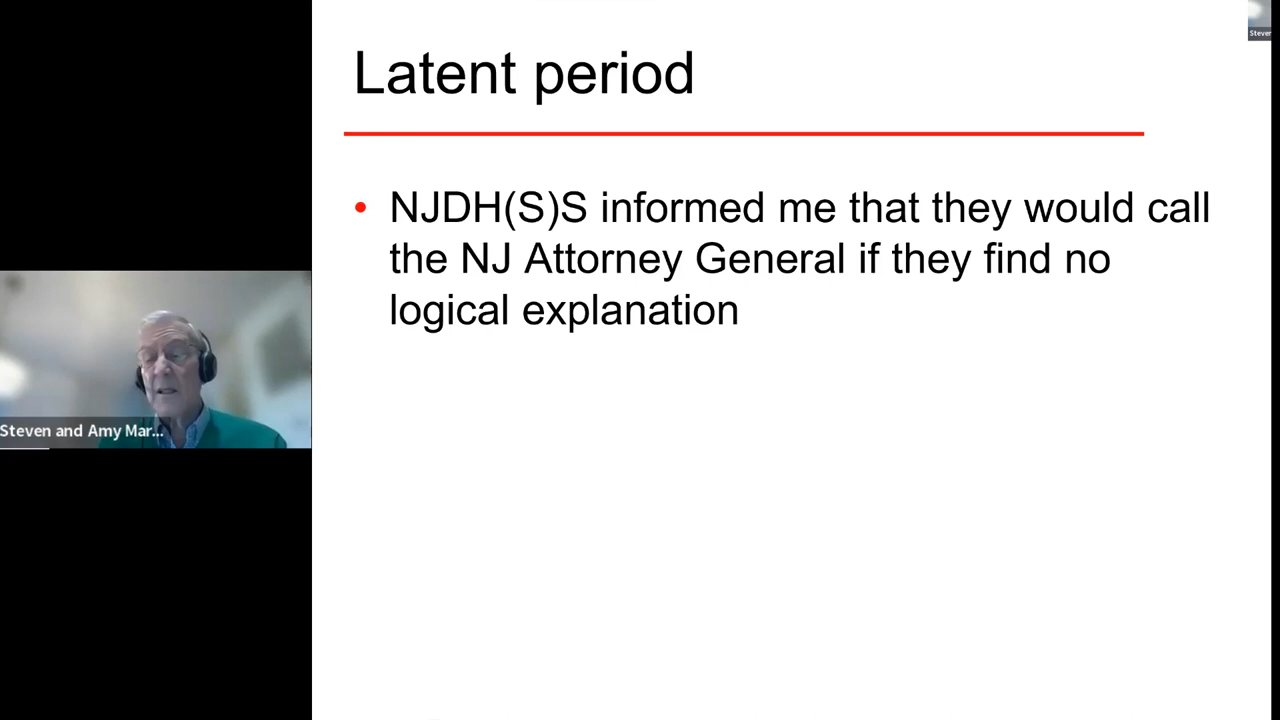 Latent period
• NJDH(S)S informed me that they would call
the NJ Attorney General if they find no
logical explanation
Steven and Amy Mar...
Steven